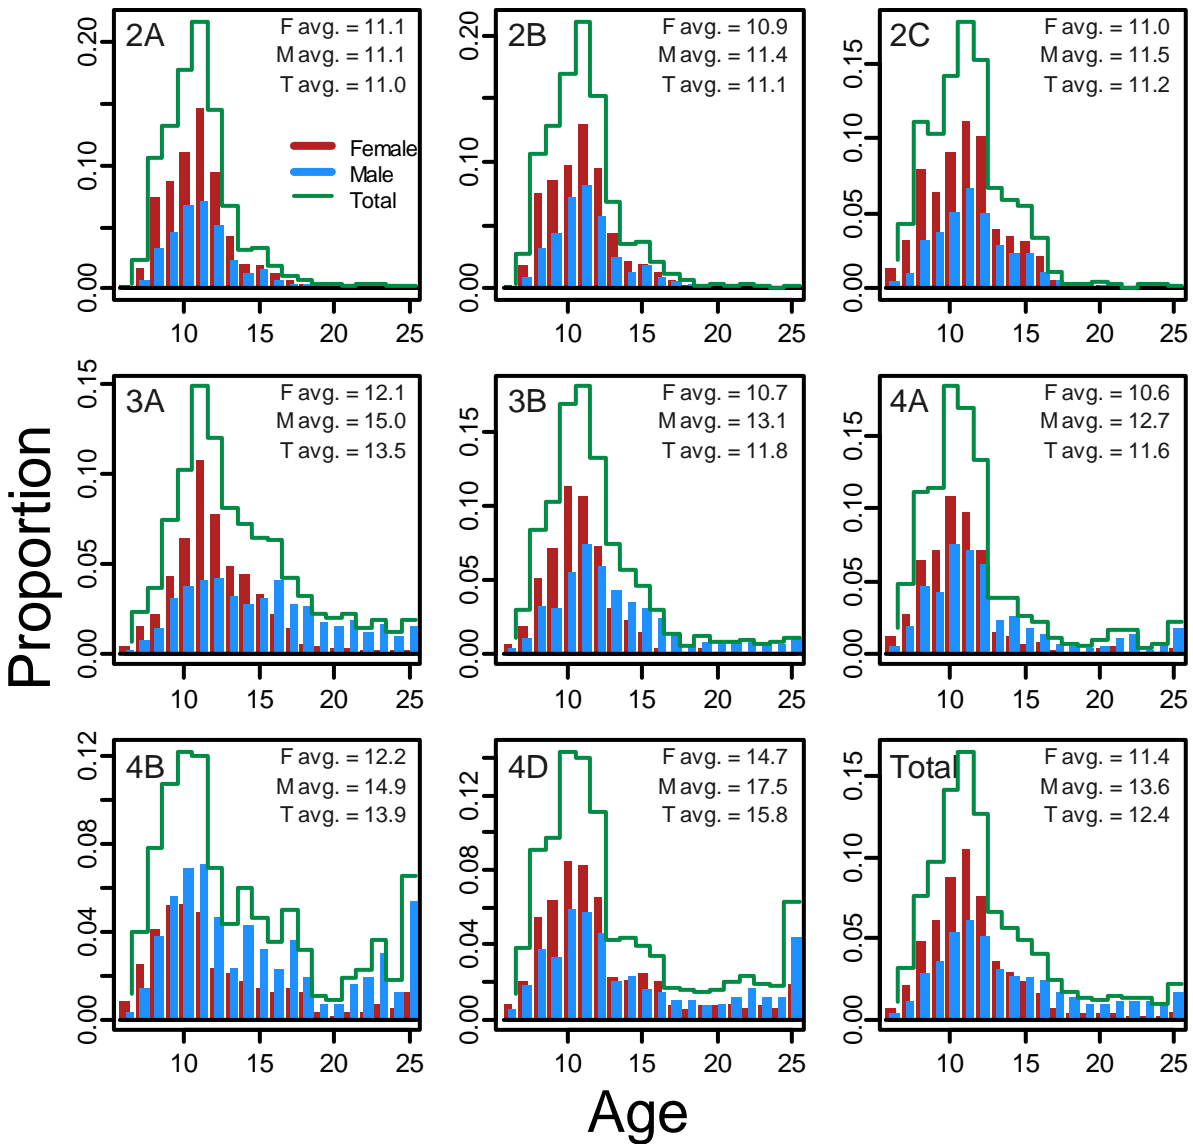 2A
F avg. = 11.1
M avg. = 11.1
T avg. = 11.0
Female
Male
Total
0.00 0.10 0.20
10 15 20 25
2B
F avg. = 10.9
M avg. = 11.4
T avg. = 11.1
0.00 0.10 0.20
10 15 20 25
2C
F avg. = 11.0
M avg. = 11.5
T avg. = 11.2
0.00 0.05 0.10 0.15
10 15 20 25
Proportion
3A
F avg. = 12.1
M avg. = 15.0
T avg. = 13.5
0.00 0.05 0.10 0.15
10 15 20 25
3B
F avg. = 10.7
M avg. = 13.1
T avg. = 11.8
0.00 0.05 0.10 0.15
10 15 20 25
4A
F avg. = 10.6
M avg. = 12.7
T avg. = 11.6
0.00 0.05 0.10 0.15
10 15 20 25
4B
F avg. = 12.2
M avg. = 14.9
T avg. = 13.9
0.00 0.04 0.08 0.12
10 15 20 25
4D
F avg. = 14.7
M avg. = 17.5
T avg. = 15.8
0.00 0.04 0.08 0.12
10 15 20 25
Total
F avg. = 11.4
M avg. = 13.6
T avg. = 12.4
0.00 0.05 0.10 0.15
10 15 20 25
Age